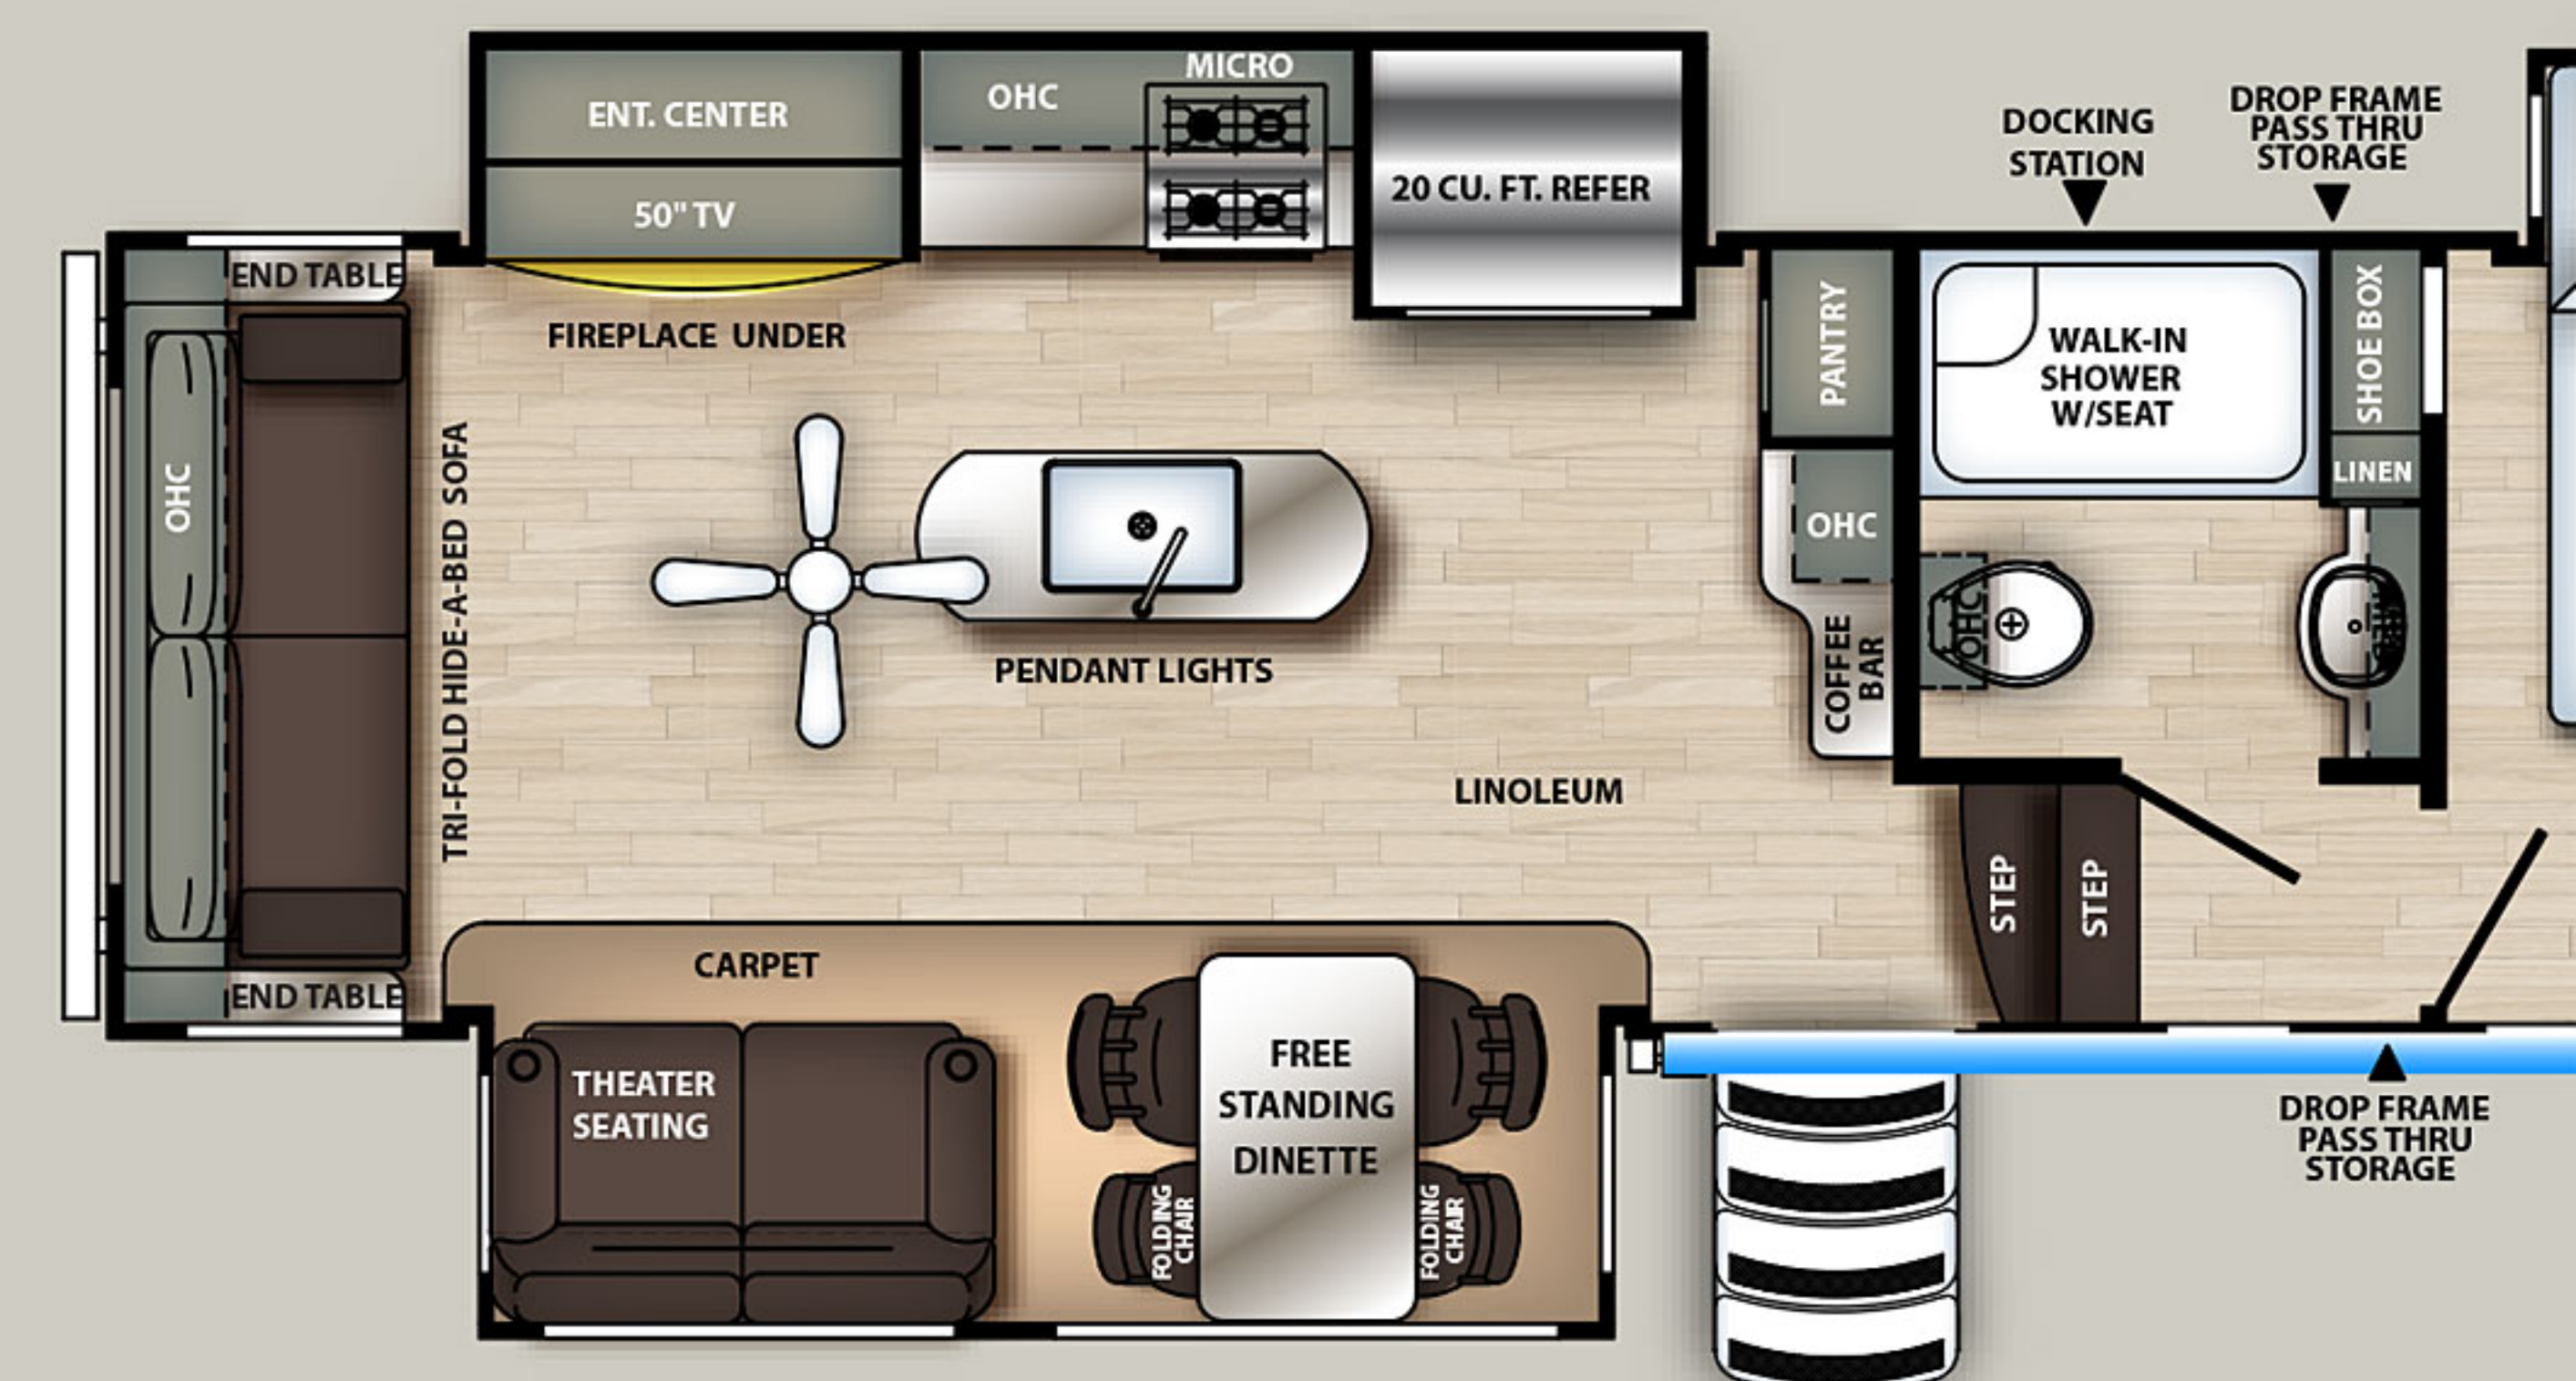 MICRO
OHC
ENT. CENTER
50" TV
20 CU. FT. REFER
DOCKING
STATION
DROP FRAME
PASS THRU
STORAGE
END TABLE
FIREPLACE UNDER
PANTRY
WALK-IN
SHOWER
W/SEAT
SHOE BOX
LINEN
OHC
TRI-FOLD HIDE-A-BED SOFA
OHC
OHC
PENDANT LIGHTS
COFFEE
BAR
LINOLEUM
STEP
STEP
CARPET
END TABLE
THEATER
SEATING
FREE
STANDING
DINETTE
FOLDING
CHAIR
FOLDING
CHAIR
DROP FRAME
PASS THRU
STORAGE